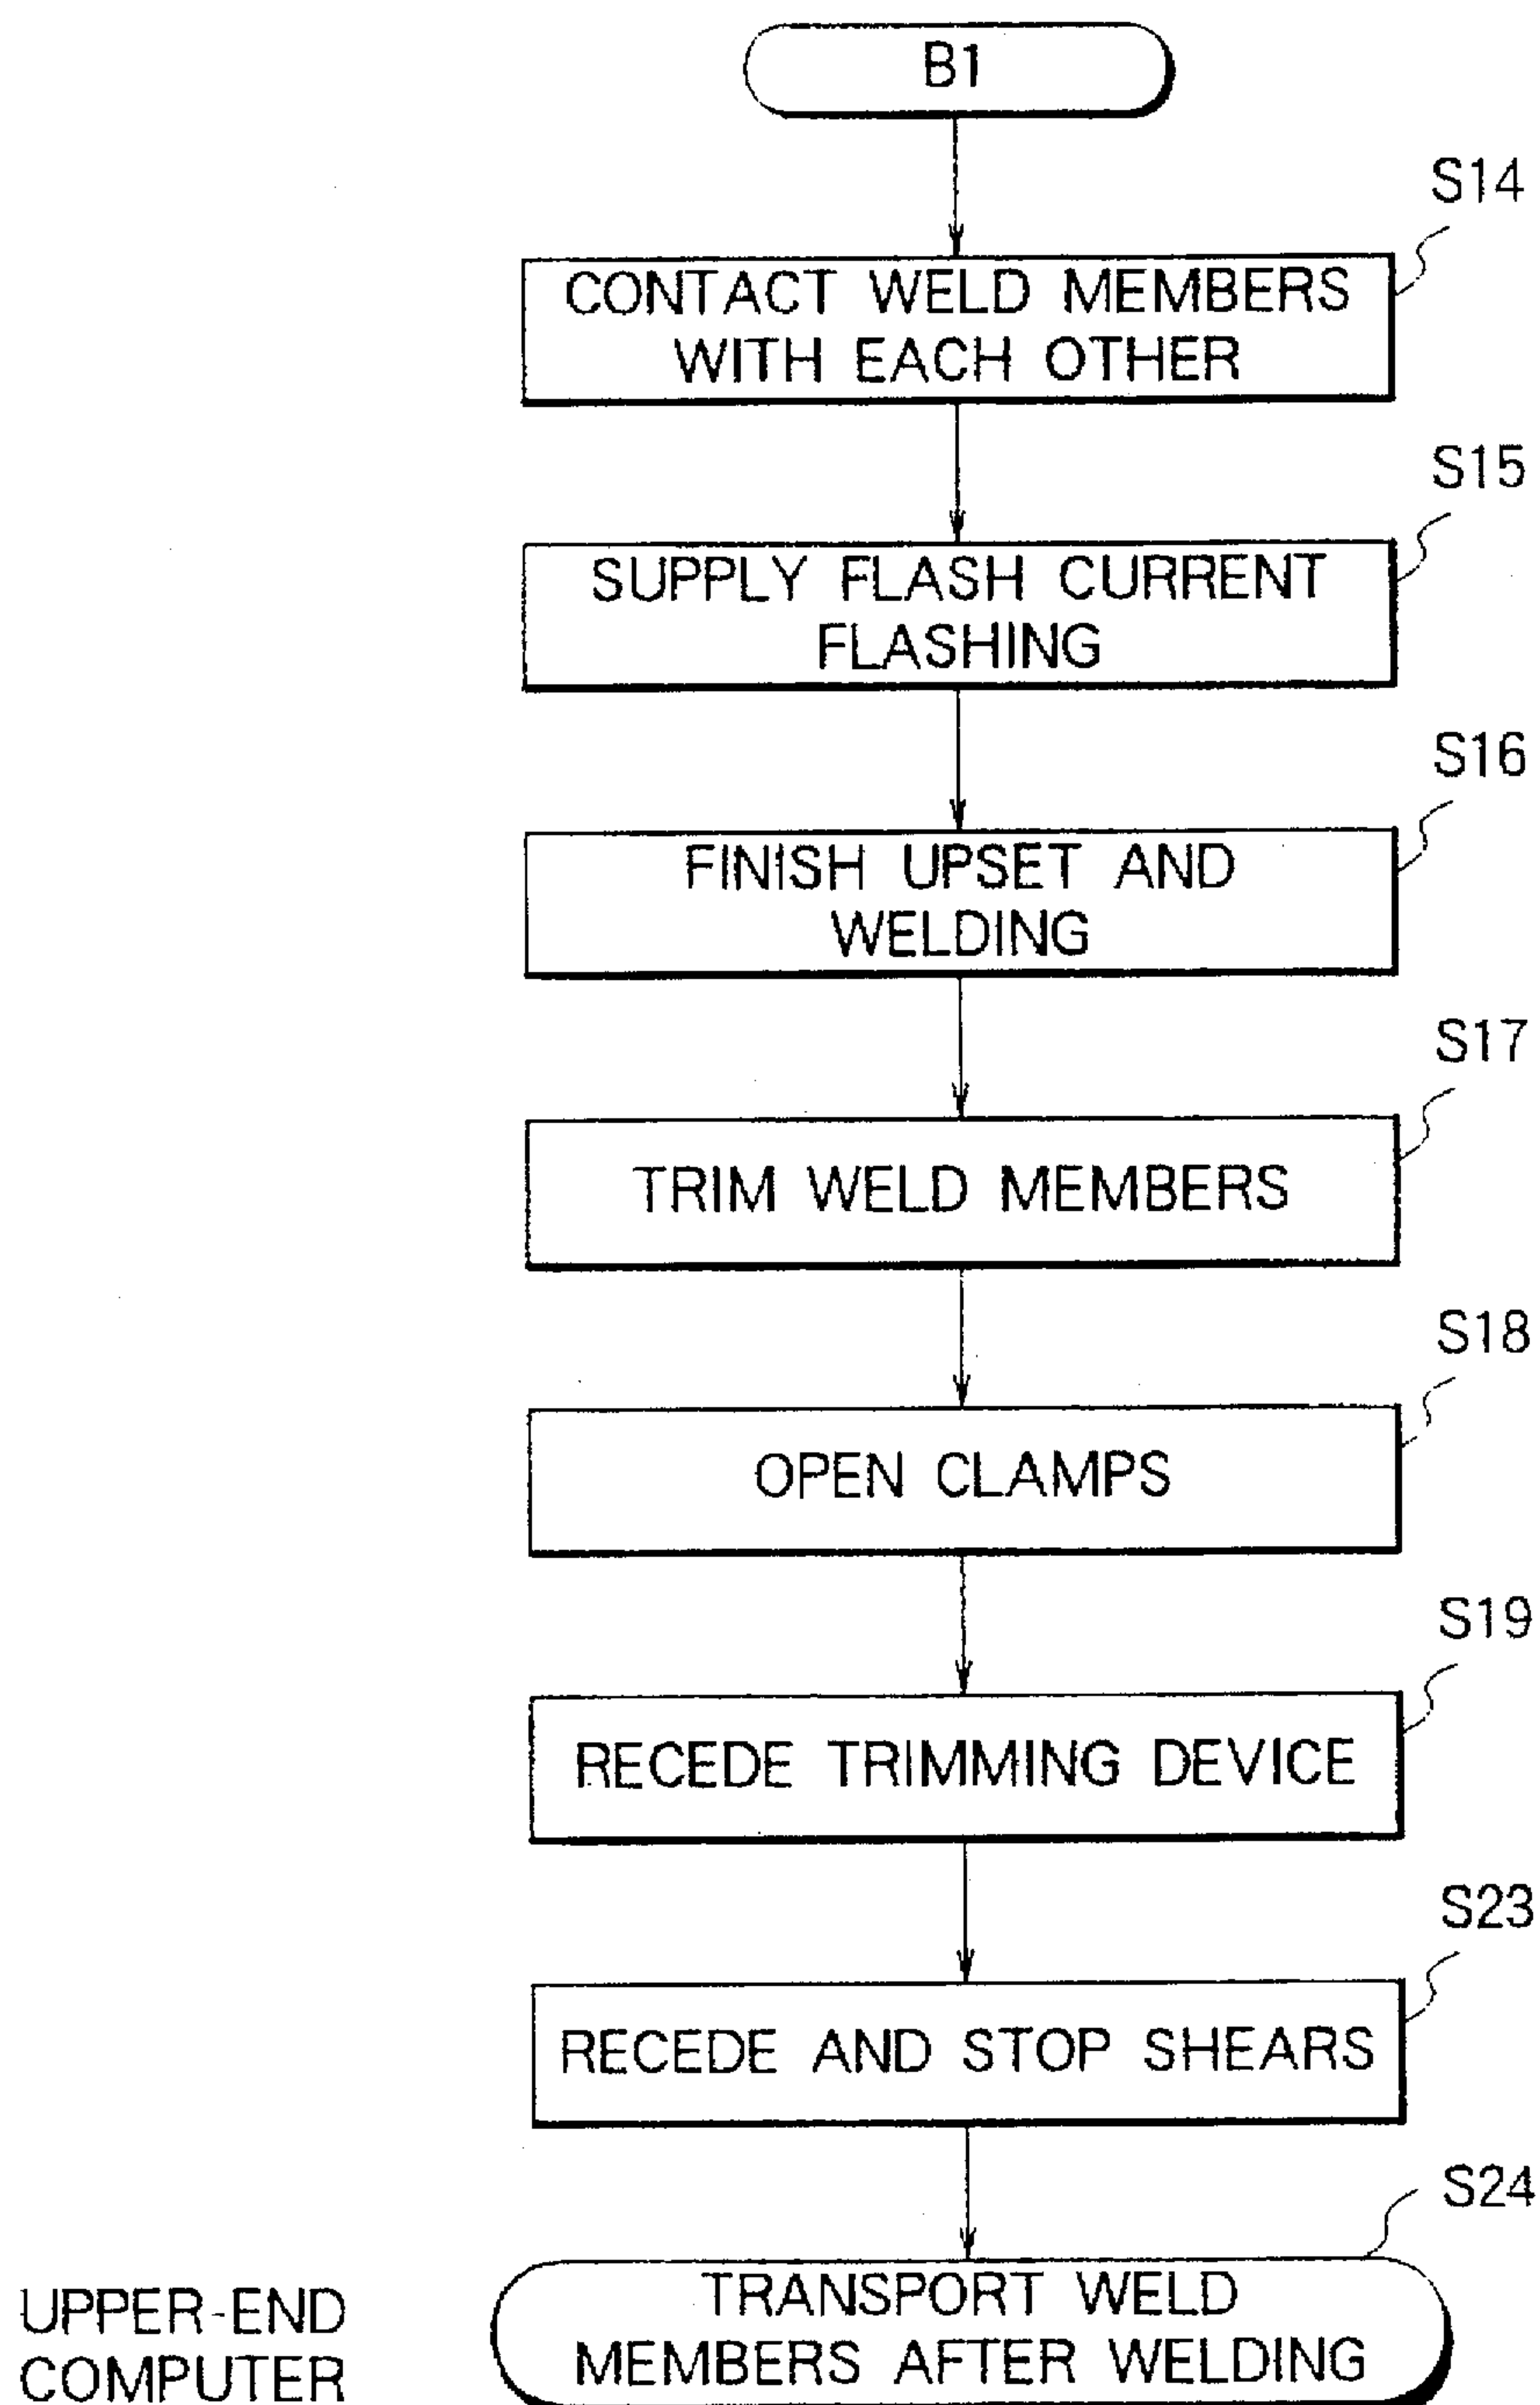 B1
S14
CONTACT WELD MEMBERS
WITH EACH OTHER
S15
SUPPLY FLASH CURRENT
FLASHING
S16
FINISH UPSET AND
WELDING
S17
TRIM WELD MEMBERS
S18
OPEN CLAMPS
S19
RECEDE TRIMMING DEVICE
S23
RECEDE AND STOP SHEARS
S24
TRANSPORT WELD
MEMBERS AFTER WELDING
UPPER-END
COMPUTER